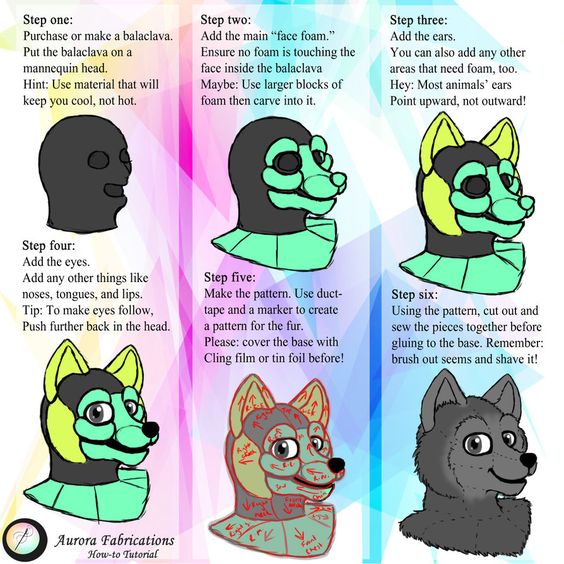 Step one:
Purchase or make a balaclava.
Put the balaclava on a
mannequin head.
Hint: Use material that will
keep you cool, not hot.
Step two:
Add the main “face foam.”
Ensure no foam is touching the
face inside the balaclava
Maybe: Use larger blocks of
foam then carve into it.
Step three:
Add the ears.
You can also add any other
areas that need foam, too.
Hey: Most animals’ ears
Point upward, not outward!
Step four:
Add the eyes.
Add any other things like
noses, tongues, and lips.
Tip: To make eyes follow,
Push further back in the head.
Step five:
Make the pattern. Use duct-
tape and a marker to create
a pattern for the fur.
Please: cover the base with
Cling film or tin foil before!
Step six:
Using the pattern, cut out and
sew the pieces together before
gluing to the base. Remember:
brush out seems and shave it!
Aurora Fabrications
How-to Tutorial